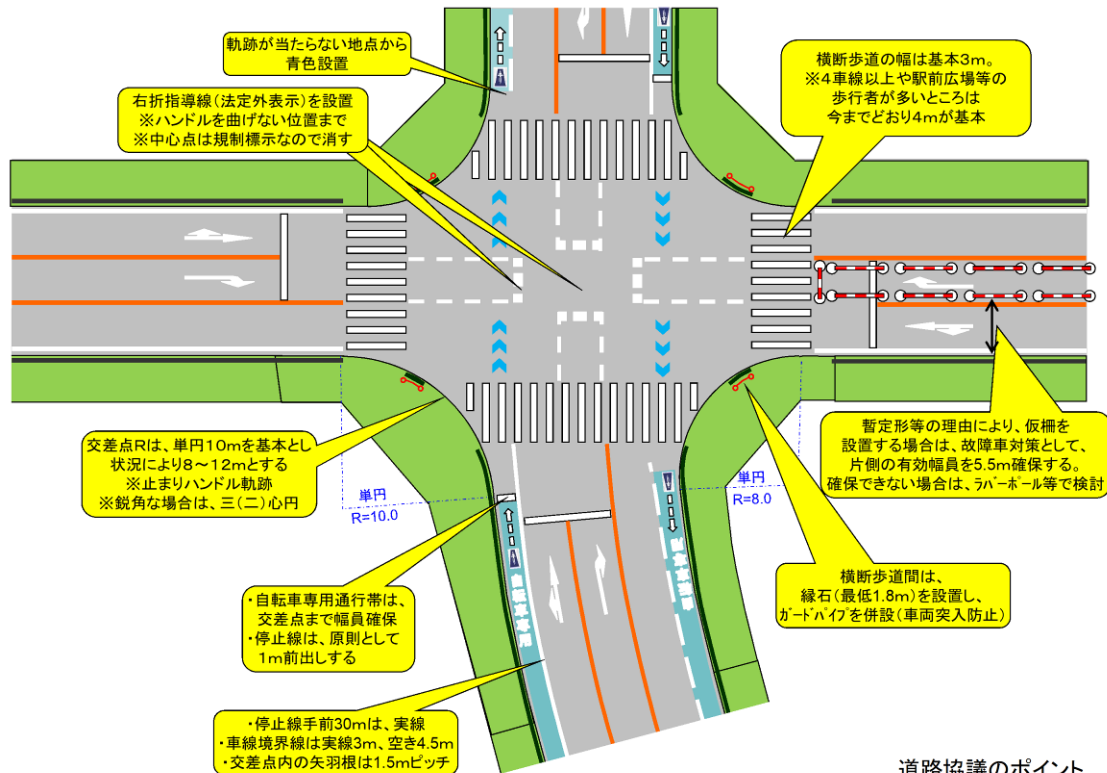 軌跡が当たらない地点から
青色設置
右折指導線(法定外表示)を設置
※ハンドルを曲げない位置まで
※中心点は規制標示なので消す
横断歩道の幅は基本3m。
※4車線以上や駅前広場等の
歩行者が多いところは
今までどおり4mが基本
交差点Rは、単円10mを基本とし
状況により8～12mとする
※止まりハンドル軌跡
※鋭角な場合は、三(二)心円
単円
R=10.0
単円
R=8.0
暫定形等の理由により、仮柵を
設置する場合は、故障車対策として、
片側の有効幅員を5.5m確保する。
確保できない場合は、ラバーポール等で検討
横断歩道間は、
縁石(最低1.8m)を設置し、
ガードパイプを併設(車両突入防止)
・自転車専用通行帯は、
交差点まで幅員確保
・停止線は、原則として
1m前出しする
自転車専用
・停止線手前30mは、実線
・車線境界線は実線3m、空き4.5m
・交差点内の矢羽根は1.5mピッチ
道路協議のポイント